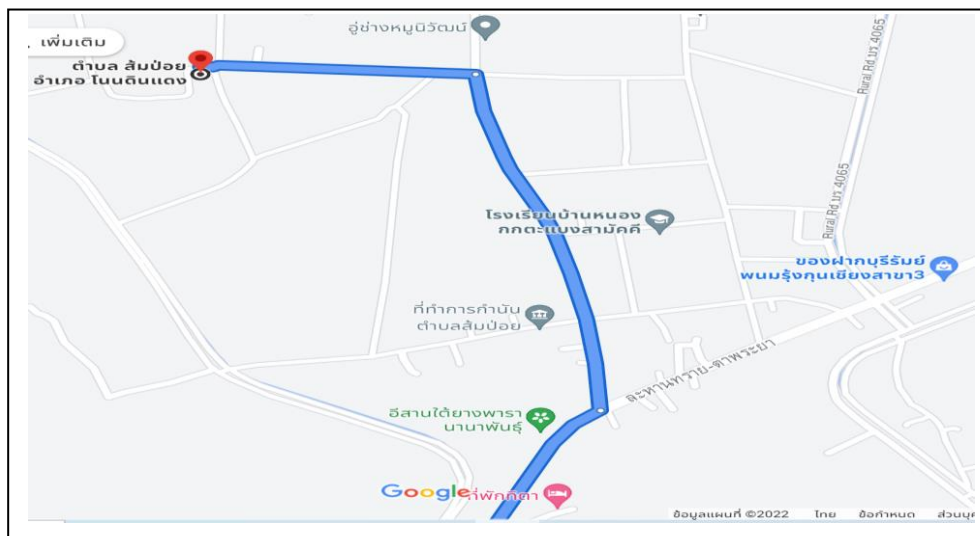 อู่ช่างหมูนิวัฒน์
เพิ่มเติม
ตำบล ส้มป่อย
อำเภอ โนนดินแดง
Rural Rd.บร.4065
Rural Rd.บร.4065
โรงเรียนบ้านหนอง
กกตะแบงสามัคคี
ของฝากบุรีรัมย์
พนมรุ้งกุนเชียงสาขา3
ที่ทำการกำนัน
ตำบลส้มป่อย
ละหานทราย-ตาพระยา
อีสานใต้ยางพารา
นานาพันธุ์
Google
ที่พักกิตา
ข้อมูลแผนที่ ©2022 ไทย ข้อกำหนด